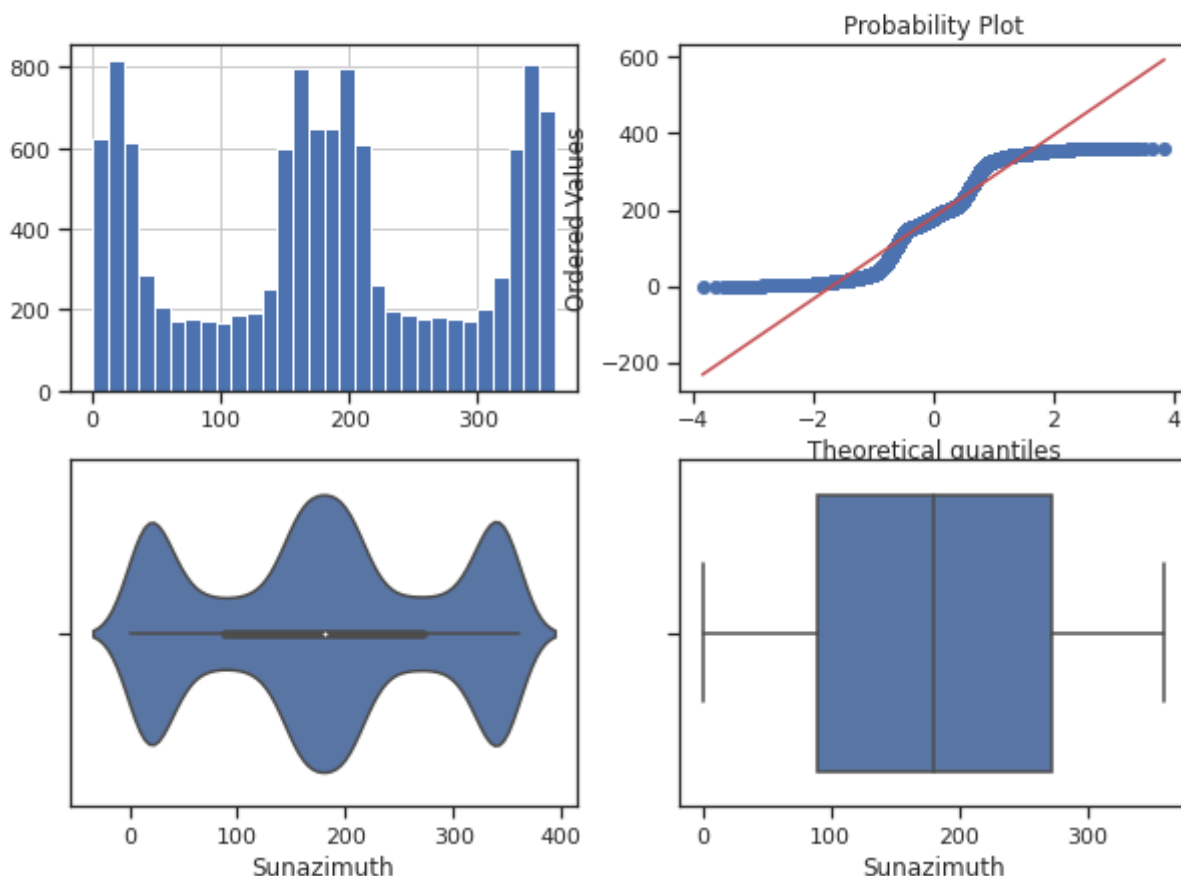 Probability Plot
800
600
400
200
0
0 100 200 300
Ordered Values
600
400
200
0
−200
−4 −2 0 2 4
Theoretical quantiles
0 100 200 300 400
Sunazimuth
0 100 200 300
Sunazimuth